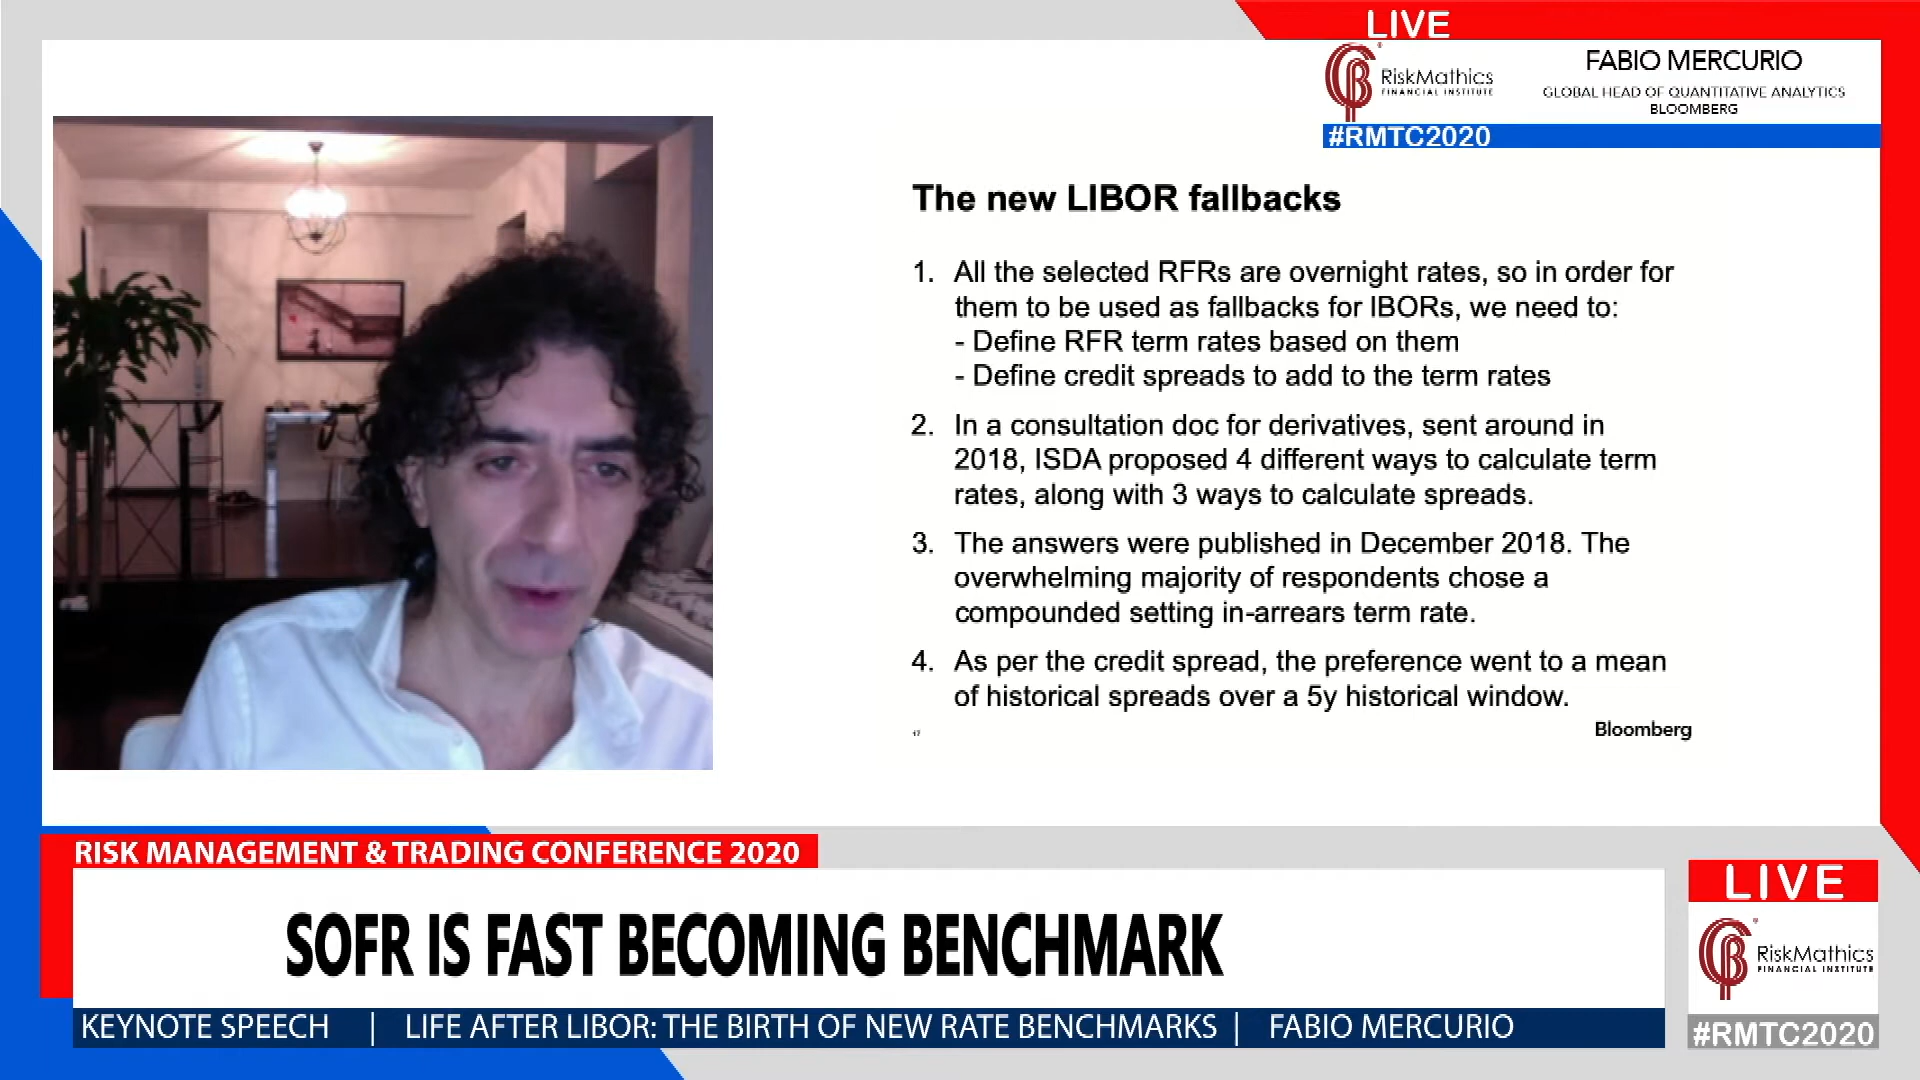 LIVE
RiskMathics
FINANCIAL INSTITUTE
FABIO MERCURIO
GLOBAL HEAD OF QUANTITATIVE ANALYTICS
BLOOMBERG
#RMTC2020
The new LIBOR fallbacks
1. All the selected RFRs are overnight rates, so in order for
them to be used as fallbacks for IBORs, we need to:
- Define RFR term rates based on them
- Define credit spreads to add to the term rates
2. In a consultation doc for derivatives, sent around in
2018, ISDA proposed 4 different ways to calculate term
rates, along with 3 ways to calculate spreads.
3. The answers were published in December 2018. The
overwhelming majority of respondents chose a
compounded setting in-arrears term rate.
4. As per the credit spread, the preference went to a mean
of historical spreads over a 5y historical window.
17
Bloomberg
RISK MANAGEMENT & TRADING CONFERENCE 2020
SOFR IS FAST BECOMING BENCHMARK
KEYNOTE SPEECH | LIFE AFTER LIBOR: THE BIRTH OF NEW RATE BENCHMARKS | FABIO MERCURIO
LIVE
RiskMathics
FINANCIAL INSTITUTE
#RMTC2020